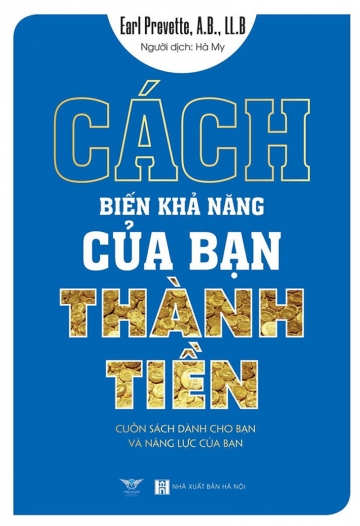 Earl Prevette, A.B., LL.B
Người dịch: Hà My
CÁCH
BIẾN KHẢ NĂNG
CỦA BẠN
THÀNH
TIỀN
CUỐN SÁCH DÀNH CHO BẠN
VÀ NĂNG LỰC CỦA BẠN
NHÀ XUẤT BẢN HÀ NỘI